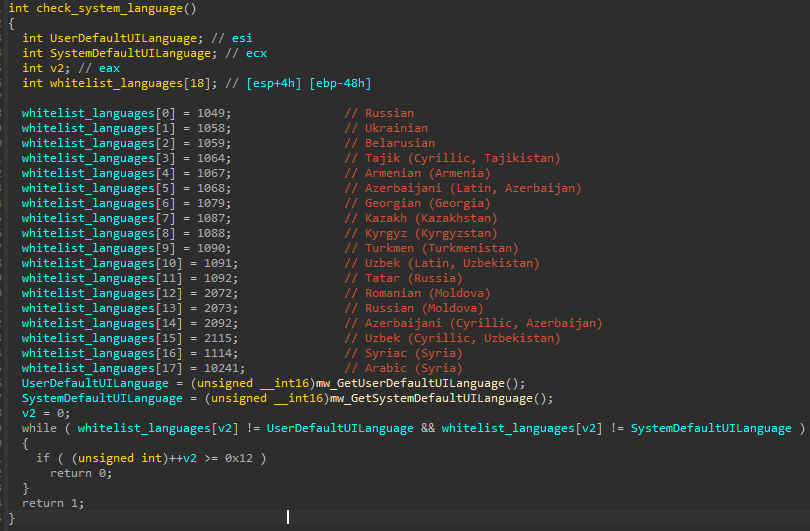 int check_system_language()
{
  int UserDefaultUILanguage; // esi
  int SystemDefaultUILanguage; // ecx
  int v2; // eax
  int whitelist_languages[18]; // [esp+4h] [ebp-48h]

  whitelist_languages[0] = 1049;                // Russian
  whitelist_languages[1] = 1058;                // Ukrainian
  whitelist_languages[2] = 1059;                // Belarusian
  whitelist_languages[3] = 1064;                // Tajik (Cyrillic, Tajikistan)
  whitelist_languages[4] = 1067;                // Armenian (Armenia)
  whitelist_languages[5] = 1068;                // Azerbaijani (Latin, Azerbaijan)
  whitelist_languages[6] = 1079;                // Georgian (Georgia)
  whitelist_languages[7] = 1087;                // Kazakh (Kazakhstan)
  whitelist_languages[8] = 1088;                // Kyrgyz (Kyrgyzstan)
  whitelist_languages[9] = 1090;                // Turkmen (Turkmenistan)
  whitelist_languages[10] = 1091;               // Uzbek (Latin, Uzbekistan)
  whitelist_languages[11] = 1092;               // Tatar (Russia)
  whitelist_languages[12] = 2072;               // Romanian (Moldova)
  whitelist_languages[13] = 2073;               // Russian (Moldova)
  whitelist_languages[14] = 2092;               // Azerbaijani (Cyrillic, Azerbaijan)
  whitelist_languages[15] = 2115;               // Uzbek (Cyrillic, Uzbekistan)
  whitelist_languages[16] = 1114;               // Syriac (Syria)
  whitelist_languages[17] = 10241;              // Arabic (Syria)
  UserDefaultUILanguage = (unsigned __int16)mw_GetUserDefaultUILanguage();
  SystemDefaultUILanguage = (unsigned __int16)mw_GetSystemDefaultUILanguage();
  v2 = 0;
  while ( whitelist_languages[v2] != UserDefaultUILanguage && whitelist_languages[v2] != SystemDefaultUILanguage )
  {
    if ( (unsigned int)++v2 >= 0x12 )
      return 0;
  }
  return 1;
}